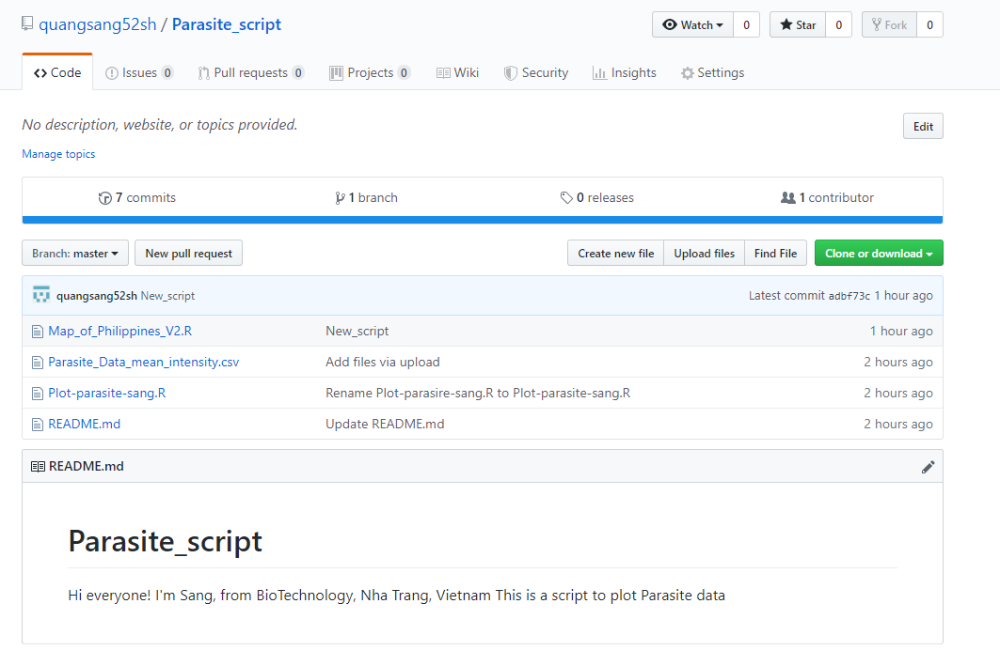 quangsang52sh / Parasite_script
Watch 0 Star 0 Fork 0
Code Issues 0 Pull requests 0 Projects 0 Wiki Security Insights Settings
No description, website, or topics provided. Edit
Manage topics
7 commits 1 branch 0 releases 1 contributor
Branch: master New pull request Create new file Upload files Find File Clone or download
quangsang52sh New_script Latest commit adbf73c 1 hour ago
Map_of_Philippines_V2.R New_script 1 hour ago
Parasite_Data_mean_intensity.csv Add files via upload 2 hours ago
Plot-parasite-sang.R Rename Plot-parasire-sang.R to Plot-parasite-sang.R 2 hours ago
README.md Update README.md 2 hours ago
README.md
Parasite_script
Hi everyone! I'm Sang, from BioTechnology, Nha Trang, Vietnam This is a script to plot Parasite data